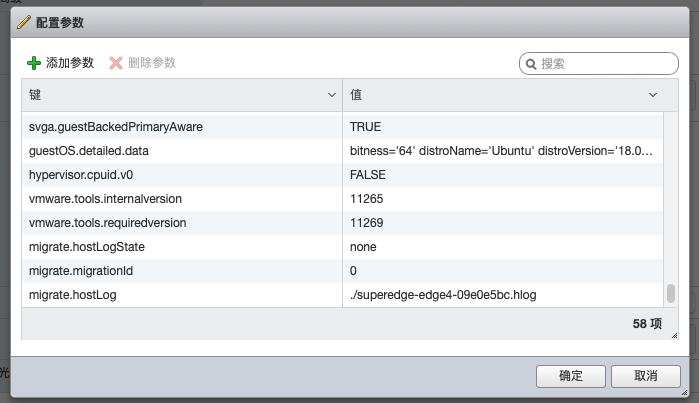 配置参数
添加参数 删除参数 搜索
键 值
svga.guestBackedPrimaryAware TRUE
guestOS.detailed.data bitness='64' distroName='Ubuntu' distroVersion='18.0...
hypervisor.cpuid.v0 FALSE
vmware.tools.internalversion 11265
vmware.tools.requiredversion 11269
migrate.hostLogState none
migrate.migrationId 0
migrate.hostLog ./superedge-edge4-09e0e5bc.hlog
58 项
光
确定 取消